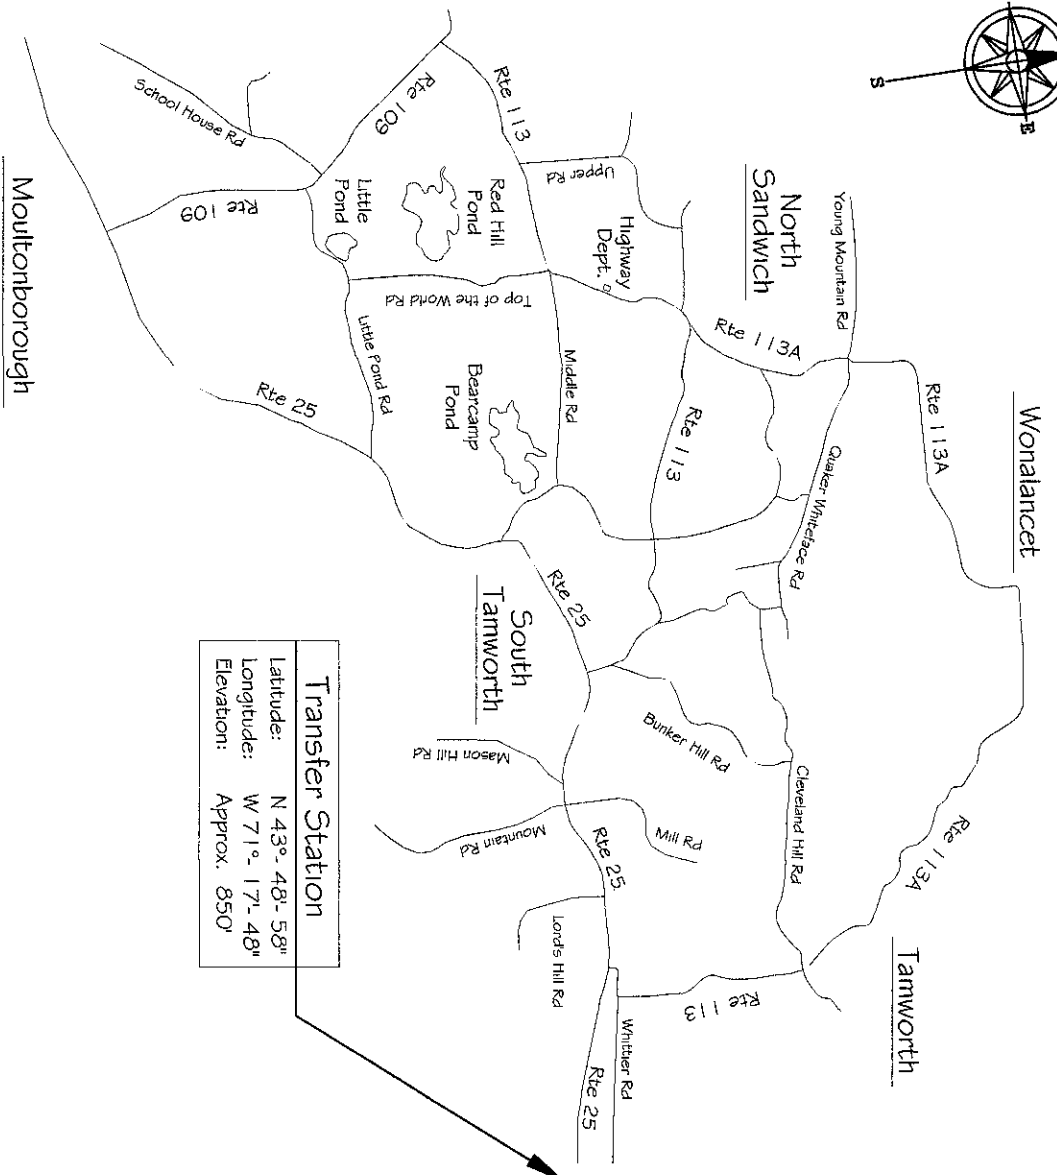 S
E
Wonalancet
North
Sandwich
Young Mountain Rd
Rte 113A
Rte 113A
Rte 113A
Tamworth
Quaker Whiteface Rd
Cleveland Hill Rd
Bunker Hill Rd
Highway
Dept.
Upper Rd
Rte 113
Rte 113
Rte 113
Red Hill
Pond
Top of the World Rd
Middle Rd
Bearcamp
Pond
Rte 109
School House Rd
Rte 109
Little
Pond
Little Pond Rd
Rte 25
Rte 25
Rte 25
Rte 25
South
Tamworth
Mason Hill Rd
Mountain Rd
Mill Rd
Lord's Hill Rd
Whittier Rd
Moultonborough
Transfer Station
Latitude: N 43°- 48'- 58"
Longitude: W 71°- 17'- 48"
Elevation: Approx. 850'